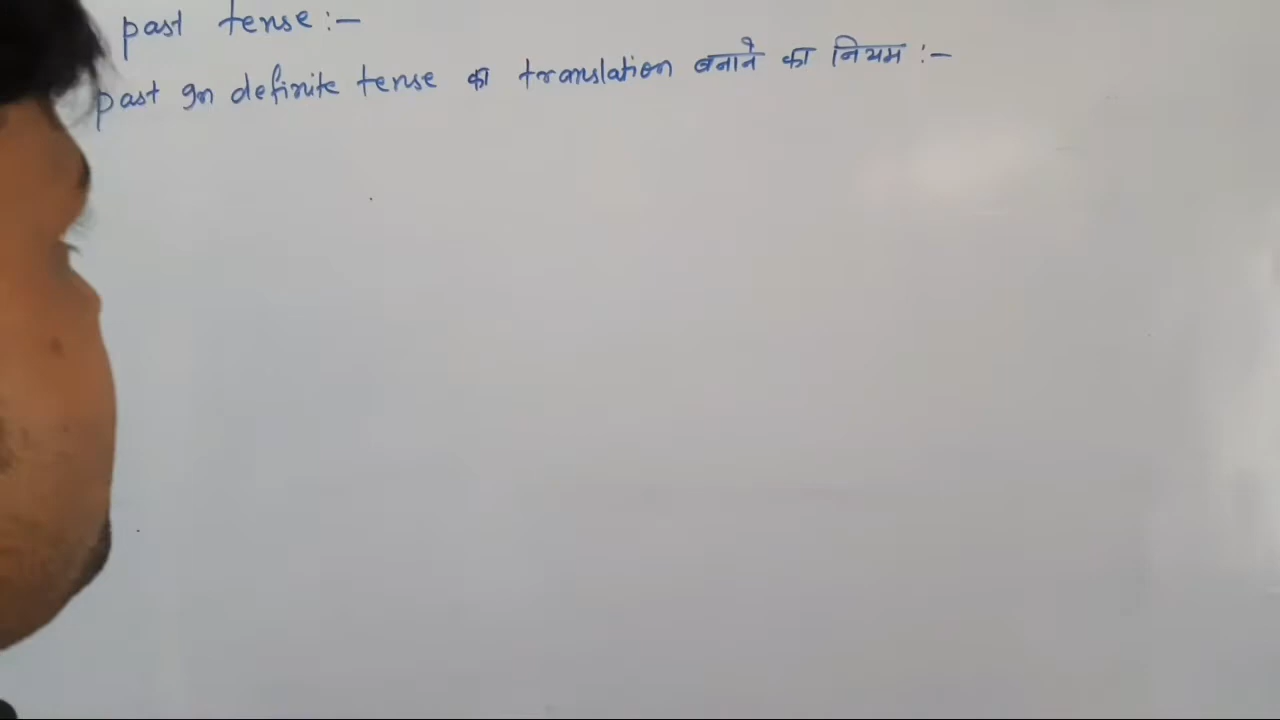 past tense :-
past In definite tense का translation बनाने का नियम :-